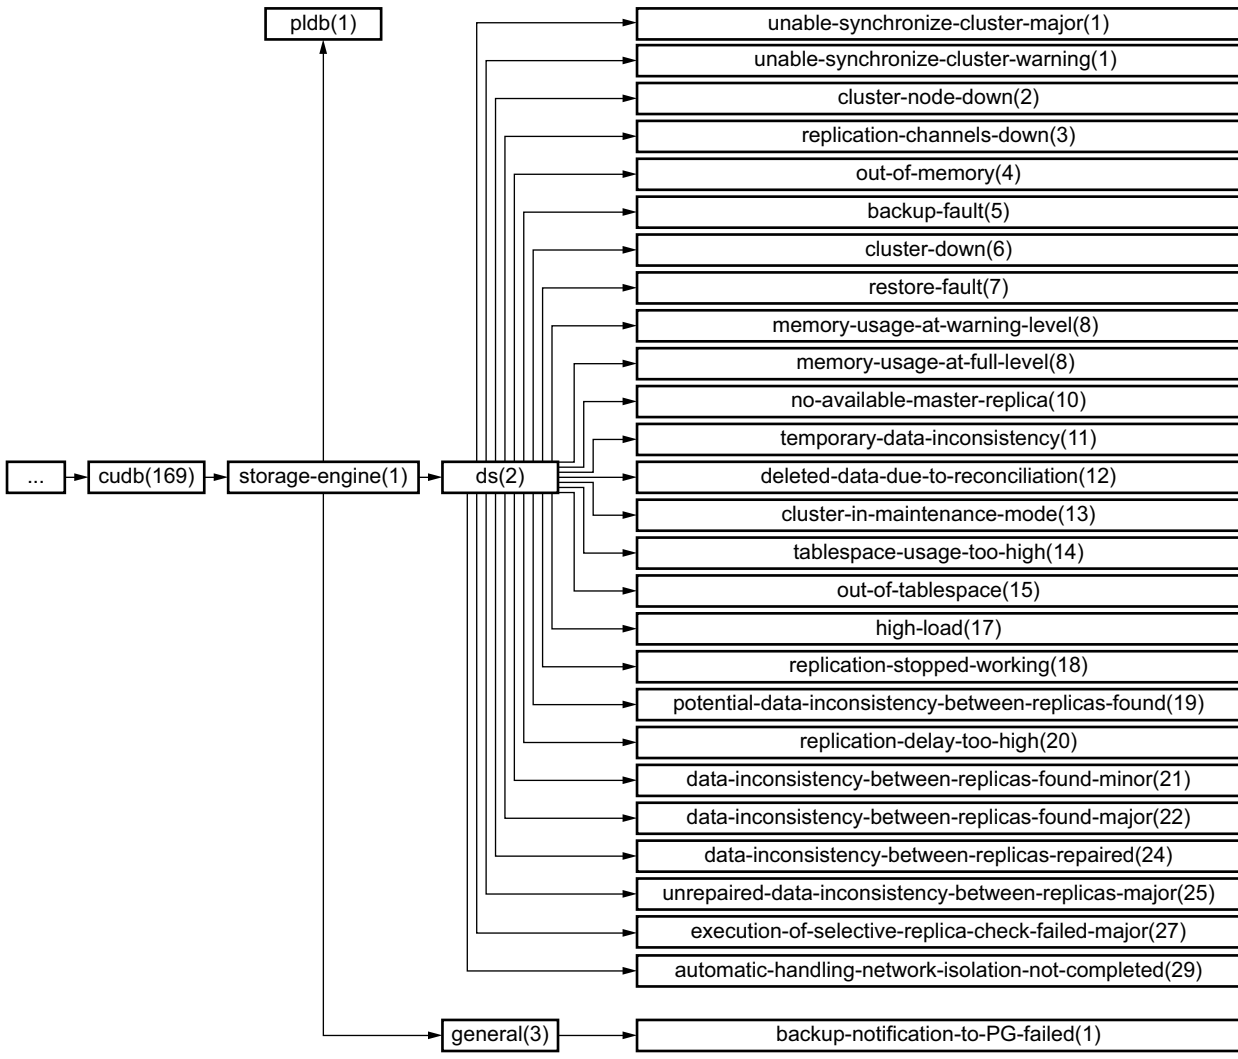 pldb(1)
unable-synchronize-cluster-major(1)
unable-synchronize-cluster-warning(1)
cluster-node-down(2)
replication-channels-down(3)
out-of-memory(4)
backup-fault(5)
cluster-down(6)
restore-fault(7)
memory-usage-at-warning-level(8)
memory-usage-at-full-level(8)
no-available-master-replica(10)
temporary-data-inconsistency(11)
... cudb(169) storage-engine(1) ds(2) deleted-data-due-to-reconciliation(12)
cluster-in-maintenance-mode(13)
tablespace-usage-too-high(14)
out-of-tablespace(15)
high-load(17)
replication-stopped-working(18)
potential-data-inconsistency-between-replicas-found(19)
replication-delay-too-high(20)
data-inconsistency-between-replicas-found-minor(21)
data-inconsistency-between-replicas-found-major(22)
data-inconsistency-between-replicas-repaired(24)
unrepaired-data-inconsistency-between-replicas-major(25)
execution-of-selective-replica-check-failed-major(27)
automatic-handling-network-isolation-not-completed(29)
general(3) backup-notification-to-PG-failed(1)